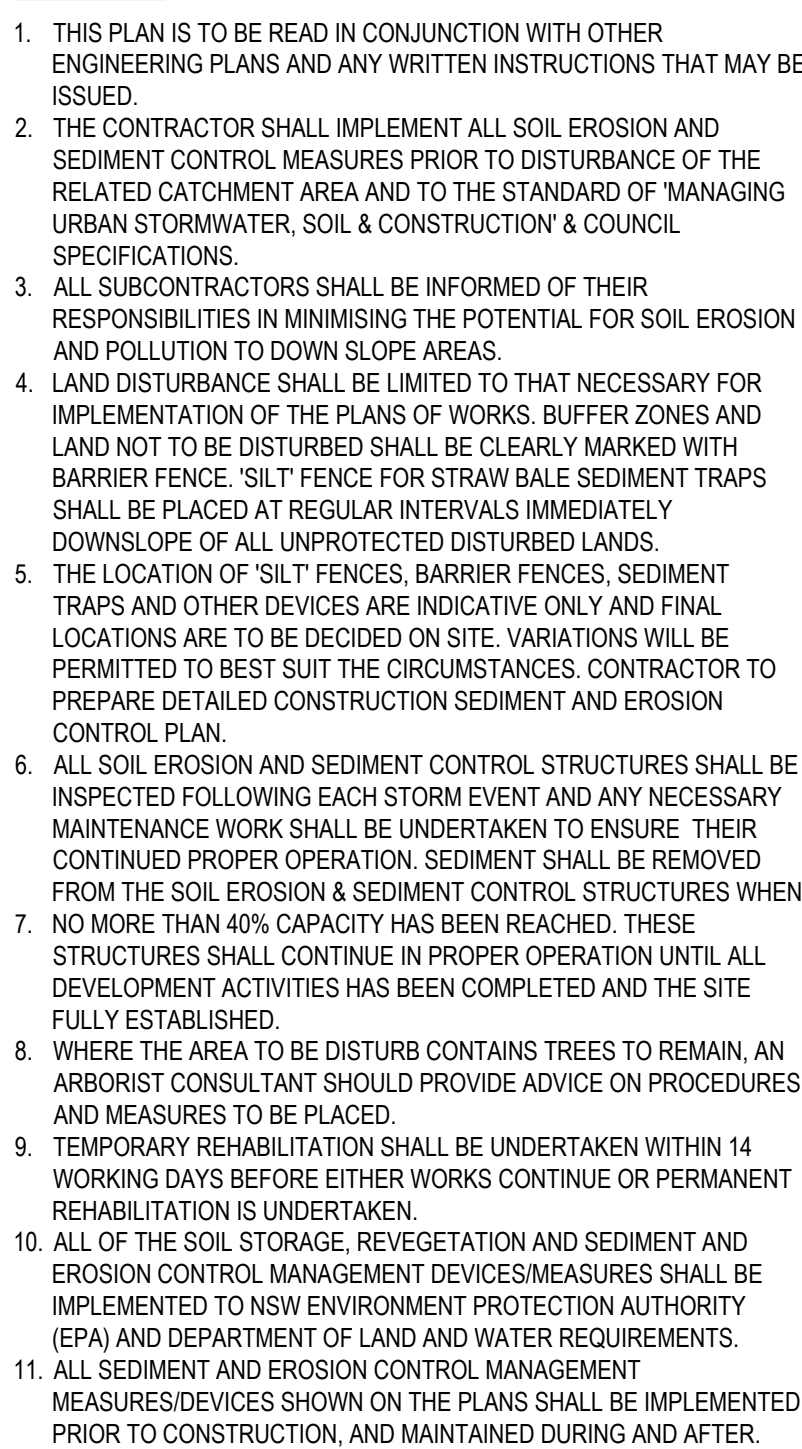 1. THIS PLAN IS TO BE READ IN CONJUNCTION WITH OTHER
ENGINEERING PLANS AND ANY WRITTEN INSTRUCTIONS THAT MAY BE
ISSUED.
2. THE CONTRACTOR SHALL IMPLEMENT ALL SOIL EROSION AND
SEDIMENT CONTROL MEASURES PRIOR TO DISTURBANCE OF THE
RELATED CATCHMENT AREA AND TO THE STANDARD OF 'MANAGING
URBAN STORMWATER, SOIL & CONSTRUCTION' & COUNCIL
SPECIFICATIONS.
3. ALL SUBCONTRACTORS SHALL BE INFORMED OF THEIR
RESPONSIBILITIES IN MINIMISING THE POTENTIAL FOR SOIL EROSION
AND POLLUTION TO DOWN SLOPE AREAS.
4. LAND DISTURBANCE SHALL BE LIMITED TO THAT NECESSARY FOR
IMPLEMENTATION OF THE PLANS OF WORKS. BUFFER ZONES AND
LAND NOT TO BE DISTURBED SHALL BE CLEARLY MARKED WITH
BARRIER FENCE. 'SILT' FENCE FOR STRAW BALE SEDIMENT TRAPS
SHALL BE PLACED AT REGULAR INTERVALS IMMEDIATELY
DOWNSLOPE OF ALL UNPROTECTED DISTURBED LANDS.
5. THE LOCATION OF 'SILT' FENCES, BARRIER FENCES, SEDIMENT
TRAPS AND OTHER DEVICES ARE INDICATIVE ONLY AND FINAL
LOCATIONS ARE TO BE DECIDED ON SITE. VARIATIONS WILL BE
PERMITTED TO BEST SUIT THE CIRCUMSTANCES. CONTRACTOR TO
PREPARE DETAILED CONSTRUCTION SEDIMENT AND EROSION
CONTROL PLAN.
6. ALL SOIL EROSION AND SEDIMENT CONTROL STRUCTURES SHALL BE
INSPECTED FOLLOWING EACH STORM EVENT AND ANY NECESSARY
MAINTENANCE WORK SHALL BE UNDERTAKEN TO ENSURE THEIR
CONTINUED PROPER OPERATION. SEDIMENT SHALL BE REMOVED
FROM THE SOIL EROSION & SEDIMENT CONTROL STRUCTURES WHEN
7. NO MORE THAN 40% CAPACITY HAS BEEN REACHED. THESE
STRUCTURES SHALL CONTINUE IN PROPER OPERATION UNTIL ALL
DEVELOPMENT ACTIVITIES HAS BEEN COMPLETED AND THE SITE
FULLY ESTABLISHED.
8. WHERE THE AREA TO BE DISTURB CONTAINS TREES TO REMAIN, AN
ARBORIST CONSULTANT SHOULD PROVIDE ADVICE ON PROCEDURES
AND MEASURES TO BE PLACED.
9. TEMPORARY REHABILITATION SHALL BE UNDERTAKEN WITHIN 14
WORKING DAYS BEFORE EITHER WORKS CONTINUE OR PERMANENT
REHABILITATION IS UNDERTAKEN.
10. ALL OF THE SOIL STORAGE, REVEGETATION AND SEDIMENT AND
EROSION CONTROL MANAGEMENT DEVICES/MEASURES SHALL BE
IMPLEMENTED TO NSW ENVIRONMENT PROTECTION AUTHORITY
(EPA) AND DEPARTMENT OF LAND AND WATER REQUIREMENTS.
11. ALL SEDIMENT AND EROSION CONTROL MANAGEMENT
MEASURES/DEVICES SHOWN ON THE PLANS SHALL BE IMPLEMENTED
PRIOR TO CONSTRUCTION, AND MAINTAINED DURING AND AFTER.